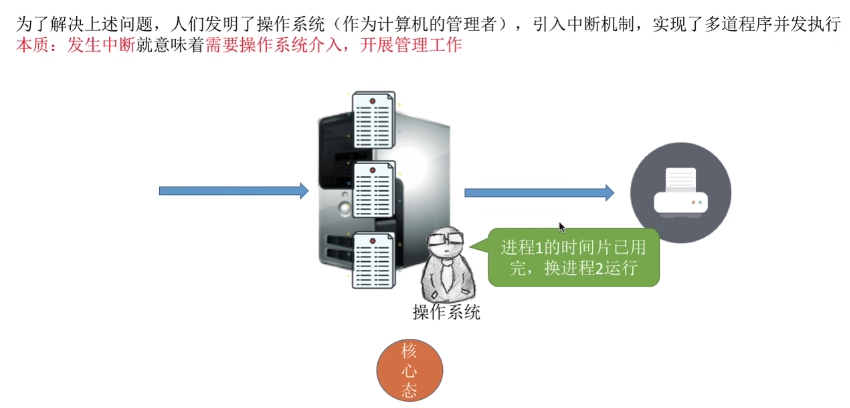 为了解决上述问题，人们发明了操作系统（作为计算机的管理者），引入中断机制，实现了多道程序并发执行
本质：发生中断就意味着需要操作系统介入，开展管理工作
进程1的时间片已用
完，换进程2运行
操作系统
核
心
态